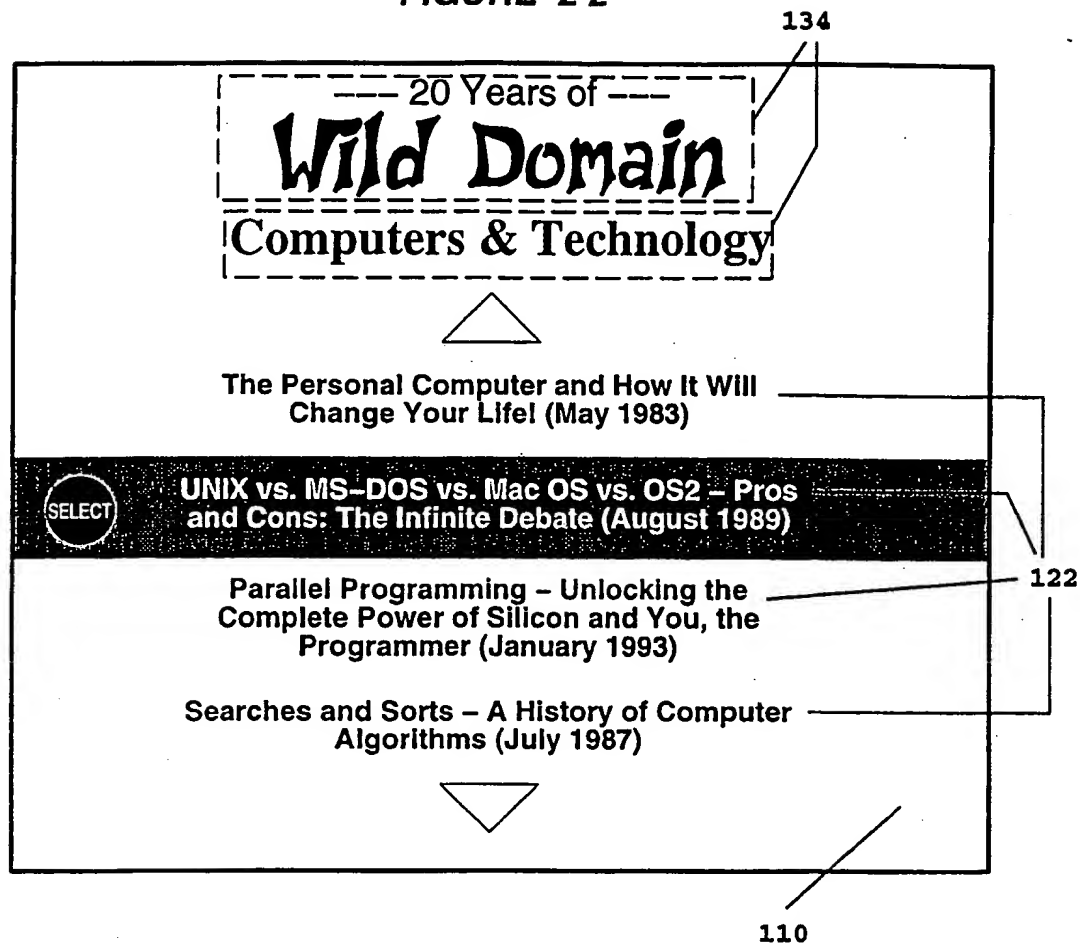 134
--- 20 Years of ---
Wild Domain
Computers & Technology
The Personal Computer and How It Will
Change Your Life! (May 1983)
SELECT
UNIX vs. MS-DOS vs. Mac OS vs. OS2 – Pros
and Cons: The Infinite Debate (August 1989)
122
Parallel Programming – Unlocking the
Complete Power of Silicon and You, the
Programmer (January 1993)
Searches and Sorts – A History of Computer
Algorithms (July 1987)
110